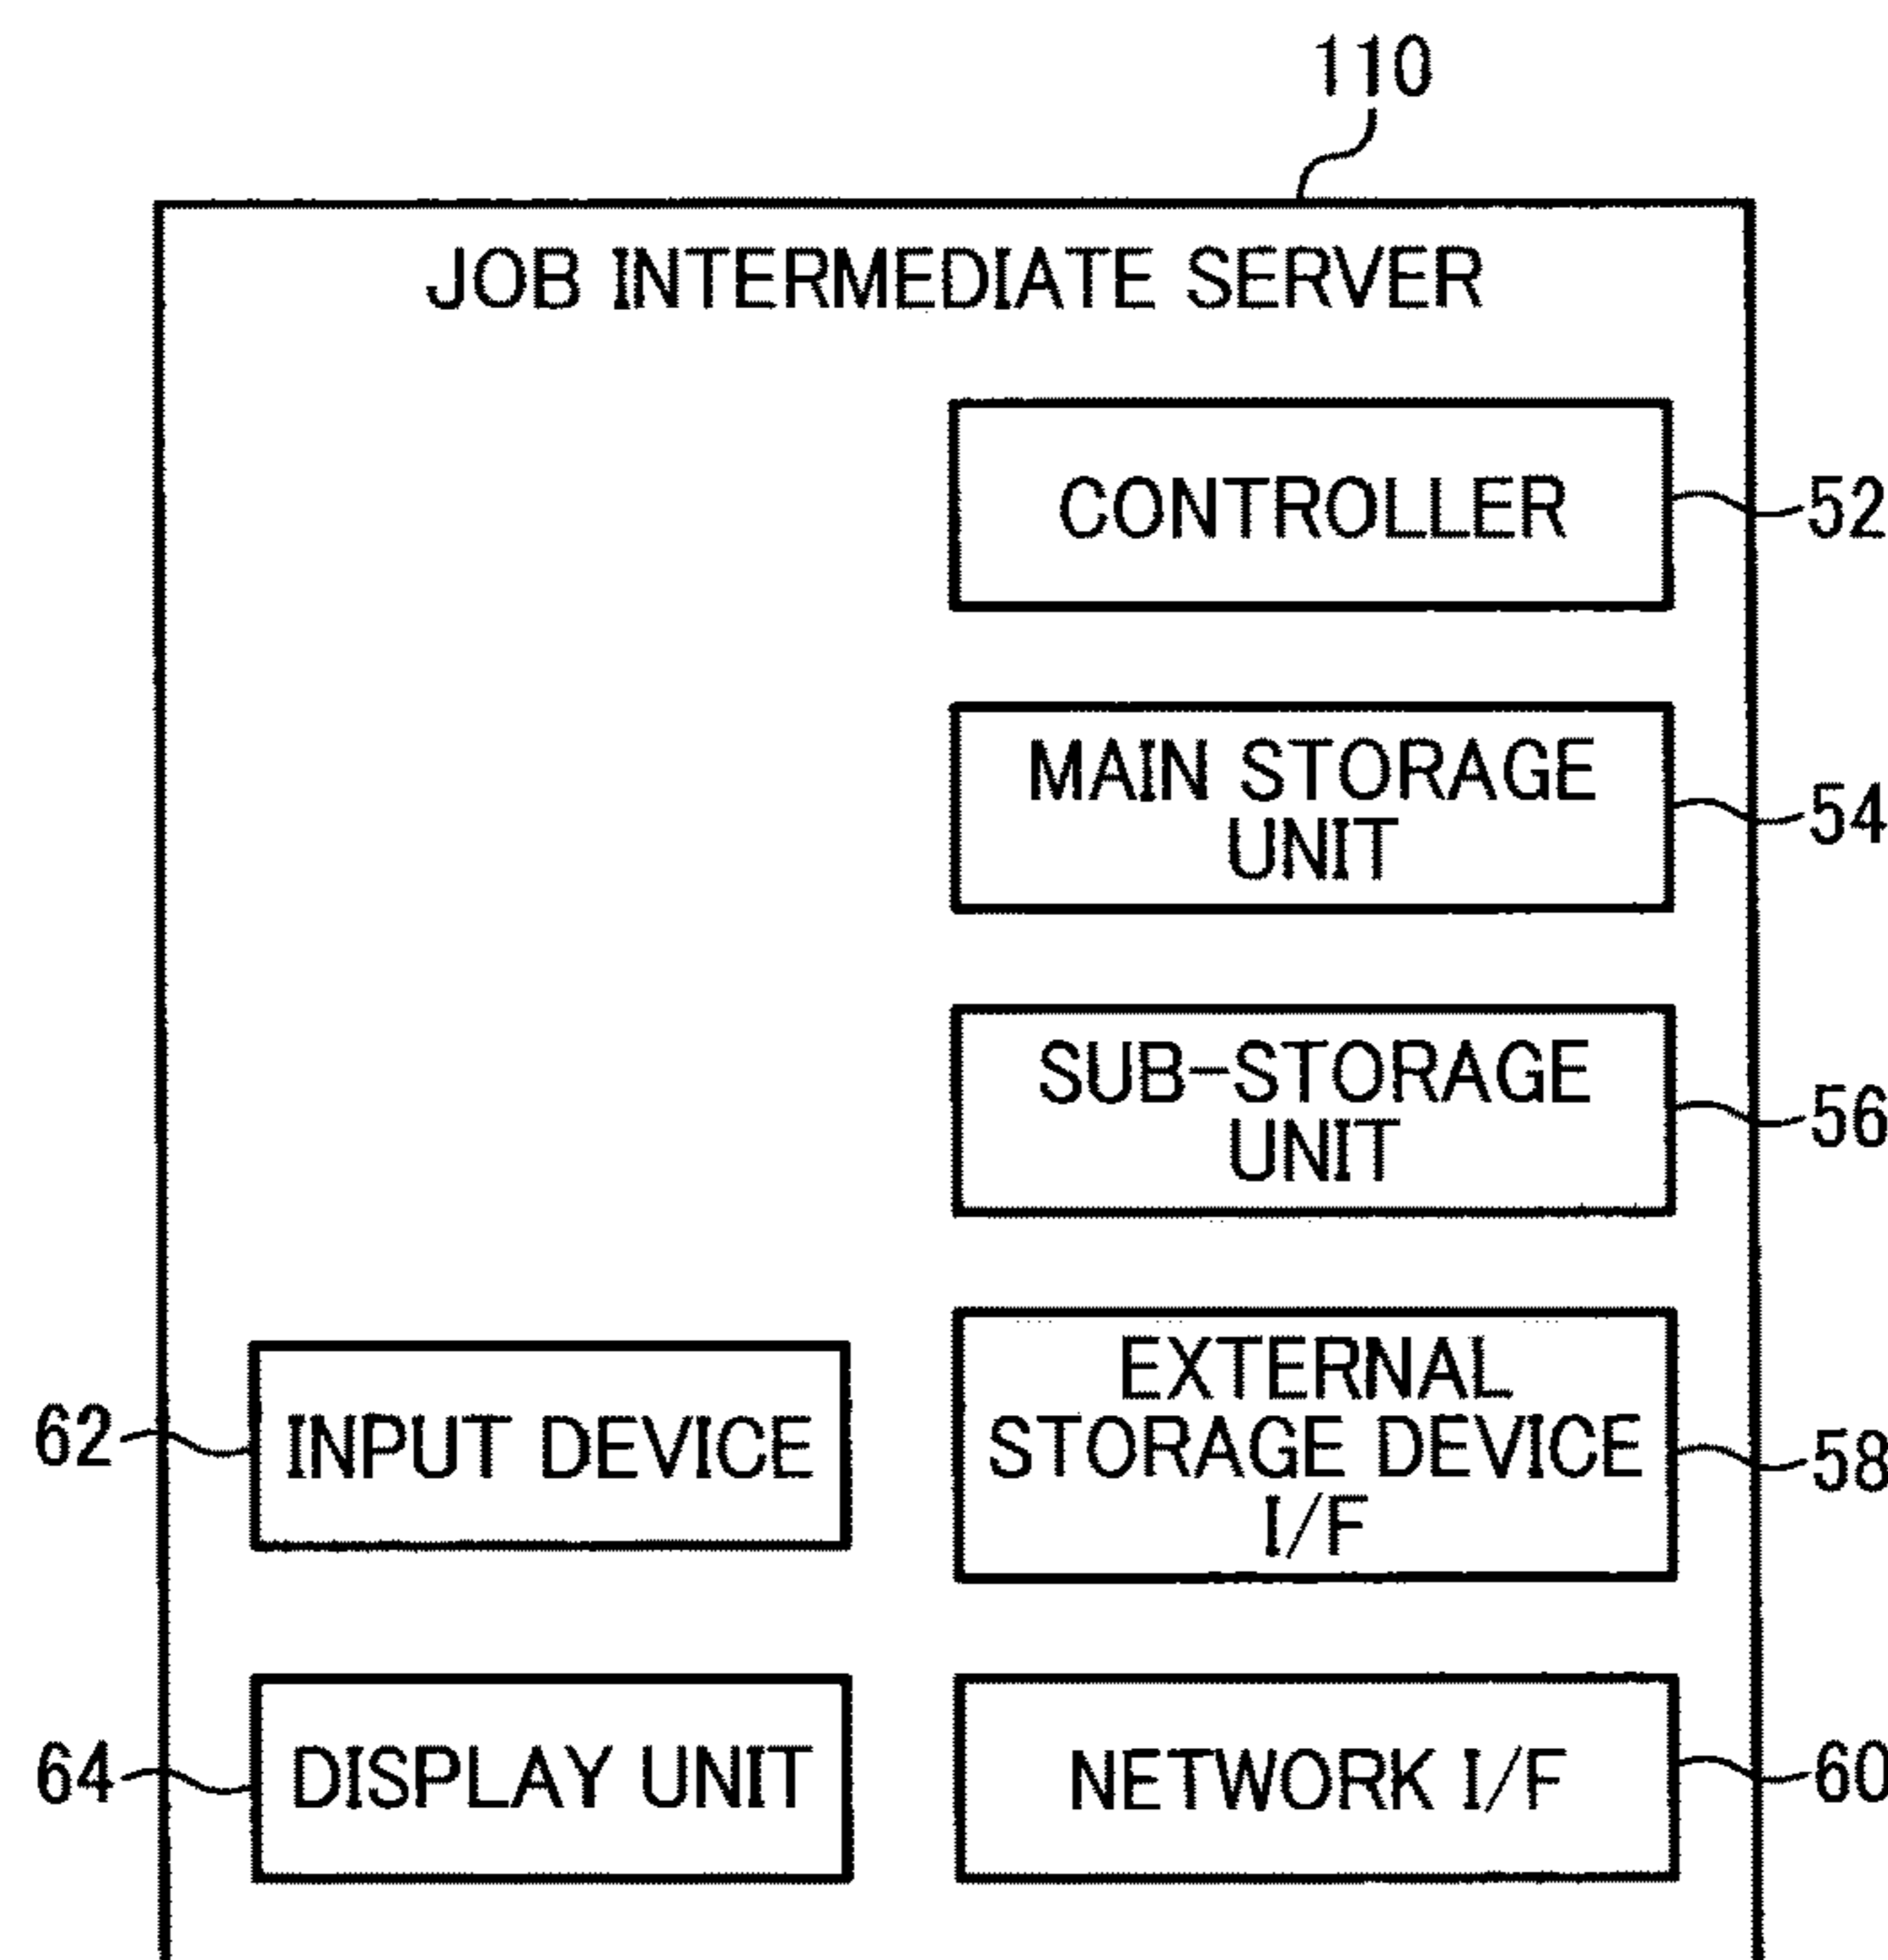 110
JOB INTERMEDIATE SERVER
CONTROLLER
52
MAIN STORAGE
UNIT
54
SUB-STORAGE
UNIT
56
62
INPUT DEVICE
EXTERNAL
STORAGE DEVICE
I/F
58
64
DISPLAY UNIT
NETWORK I/F
60